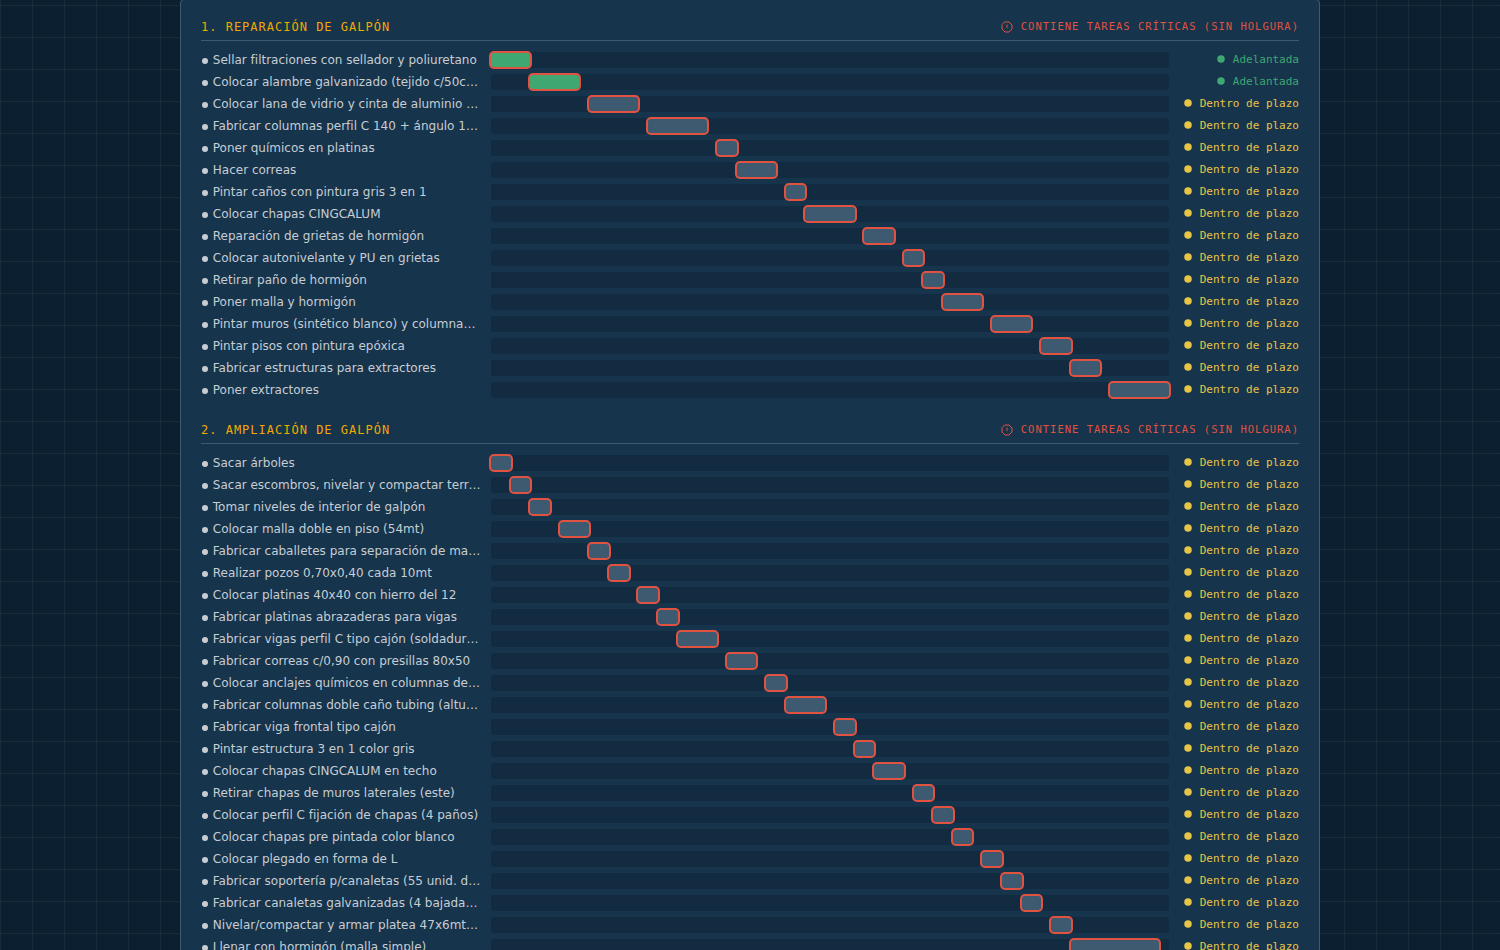 1. REPARACIÓN DE GALPÓN CONTIENE TAREAS CRÍTICAS (SIN HOLGURA)
Sellar filtraciones con sellador y poliuretano Adelantada
Colocar alambre galvanizado (tejido c/50c... Adelantada
Colocar lana de vidrio y cinta de aluminio ... Dentro de plazo
Fabricar columnas perfil C 140 + ángulo 1... Dentro de plazo
Poner químicos en platinas Dentro de plazo
Hacer correas Dentro de plazo
Pintar caños con pintura gris 3 en 1 Dentro de plazo
Colocar chapas CINGCALUM Dentro de plazo
Reparación de grietas de hormigón Dentro de plazo
Colocar autonivelante y PU en grietas Dentro de plazo
Retirar paño de hormigón Dentro de plazo
Poner malla y hormigón Dentro de plazo
Pintar muros (sintético blanco) y columna... Dentro de plazo
Pintar pisos con pintura epóxica Dentro de plazo
Fabricar estructuras para extractores Dentro de plazo
Poner extractores Dentro de plazo
2. AMPLIACIÓN DE GALPÓN CONTIENE TAREAS CRÍTICAS (SIN HOLGURA)
Sacar árboles Dentro de plazo
Sacar escombros, nivelar y compactar terr... Dentro de plazo
Tomar niveles de interior de galpón Dentro de plazo
Colocar malla doble en piso (54mt) Dentro de plazo
Fabricar caballetes para separación de ma... Dentro de plazo
Realizar pozos 0,70x0,40 cada 10mt Dentro de plazo
Colocar platinas 40x40 con hierro del 12 Dentro de plazo
Fabricar platinas abrazaderas para vigas Dentro de plazo
Fabricar vigas perfil C tipo cajón (soldadur... Dentro de plazo
Fabricar correas c/0,90 con presillas 80x50 Dentro de plazo
Colocar anclajes químicos en columnas de... Dentro de plazo
Fabricar columnas doble caño tubing (altu... Dentro de plazo
Fabricar viga frontal tipo cajón Dentro de plazo
Pintar estructura 3 en 1 color gris Dentro de plazo
Colocar chapas CINGCALUM en techo Dentro de plazo
Retirar chapas de muros laterales (este) Dentro de plazo
Colocar perfil C fijación de chapas (4 paños) Dentro de plazo
Colocar chapas pre pintada color blanco Dentro de plazo
Colocar plegado en forma de L Dentro de plazo
Fabricar soportería p/canaletas (55 unid. d... Dentro de plazo
Fabricar canaletas galvanizadas (4 bajada... Dentro de plazo
Nivelar/compactar y armar platea 47x6mt... Dentro de plazo
Llenar con hormigón (malla simple) Dentro de plazo